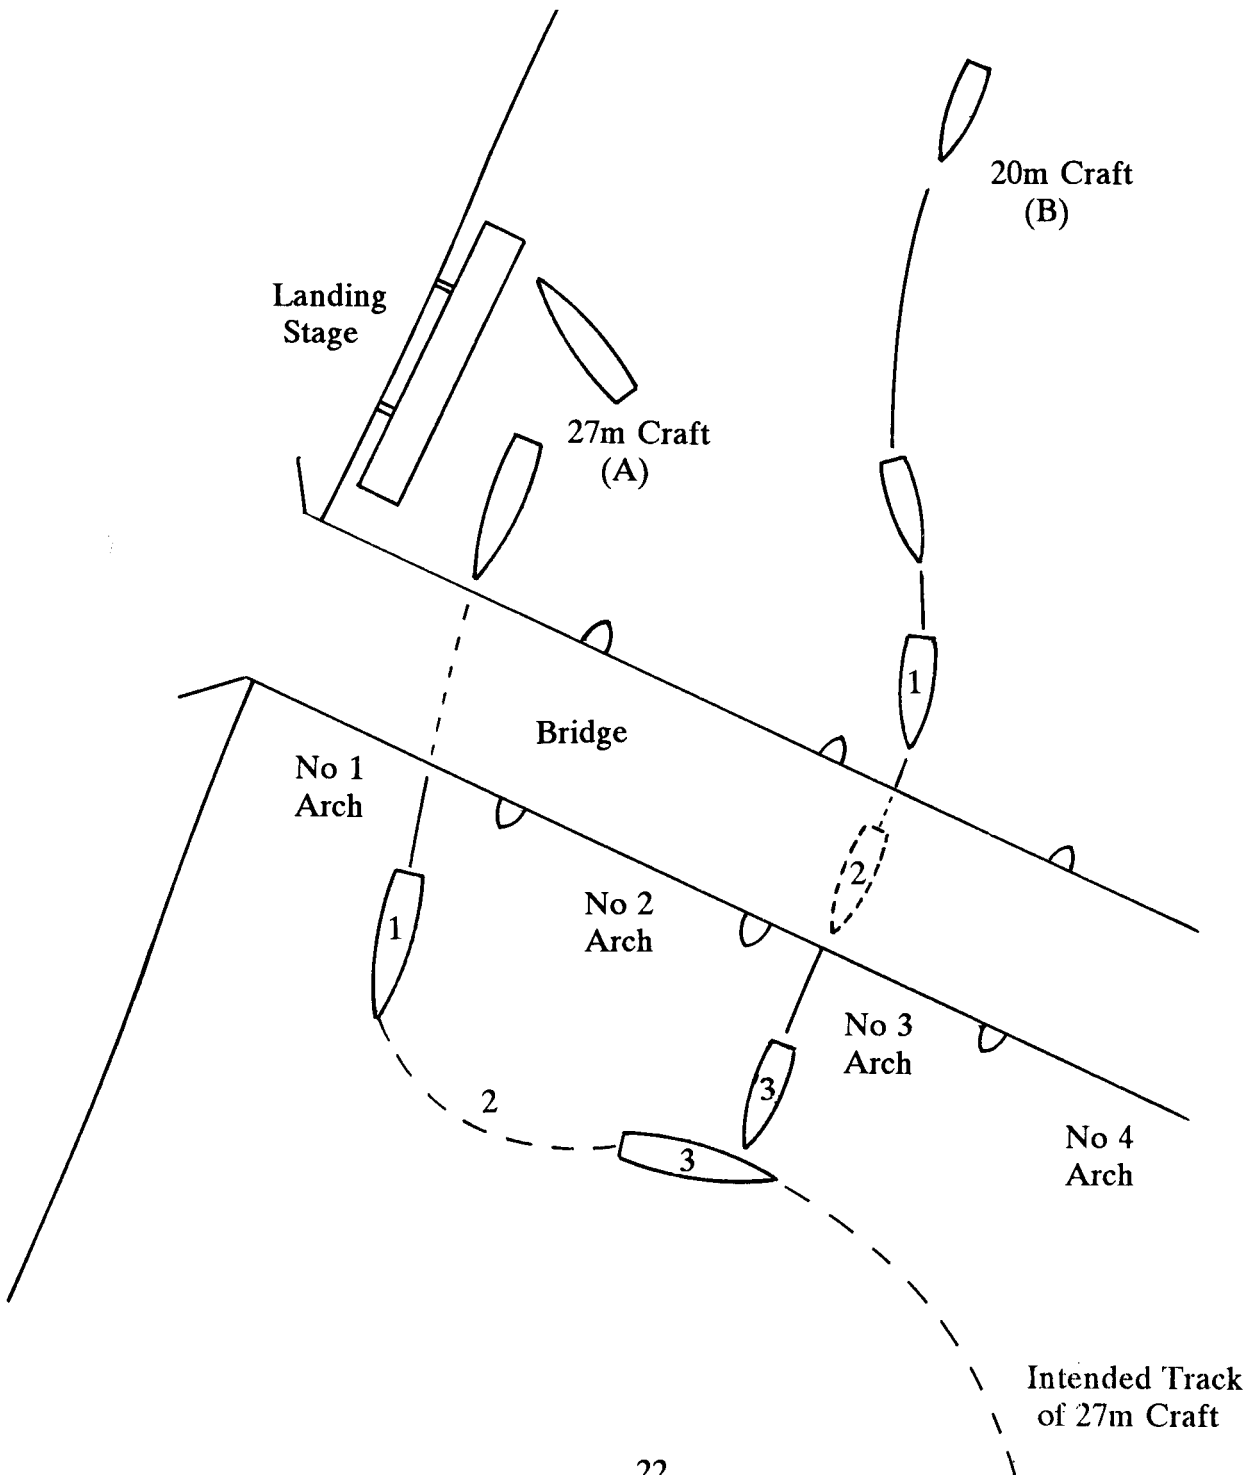 20m Craft
(B)
Landing
Stage
27m Craft
(A)
1
Bridge
No 1
Arch
2
No 2
Arch
1
No 3
Arch
3
2
3
No 4
Arch
Intended Track
of 27m Craft
22